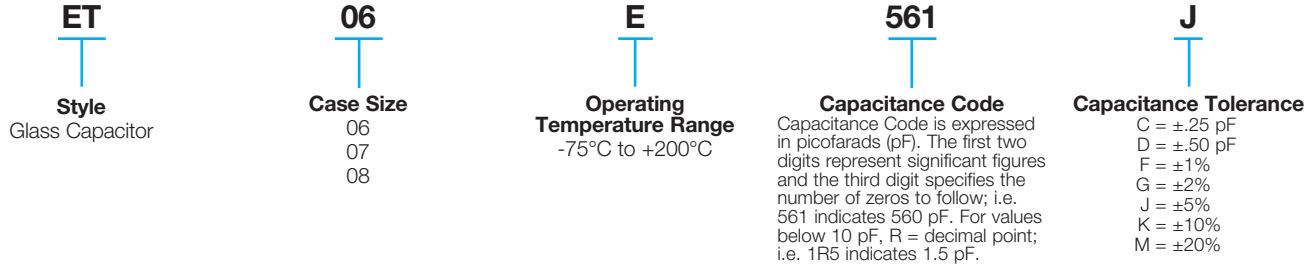 ET
Style
Glass Capacitor
06
Case Size
06
07
08
E
Operating
Temperature Range
-75°C to +200°C
561
Capacitance Code
Capacitance Code is expressed
in picofarads (pF). The first two
digits represent significant figures
and the third digit specifies the
number of zeros to follow; i.e.
561 indicates 560 pF. For values
below 10 pF, R = decimal point;
i.e. 1R5 indicates 1.5 pF.
J
Capacitance Tolerance
C = ±.25 pF
D = ±.50 pF
F = ±1%
G = ±2%
J = ±5%
K = ±10%
M = ±20%